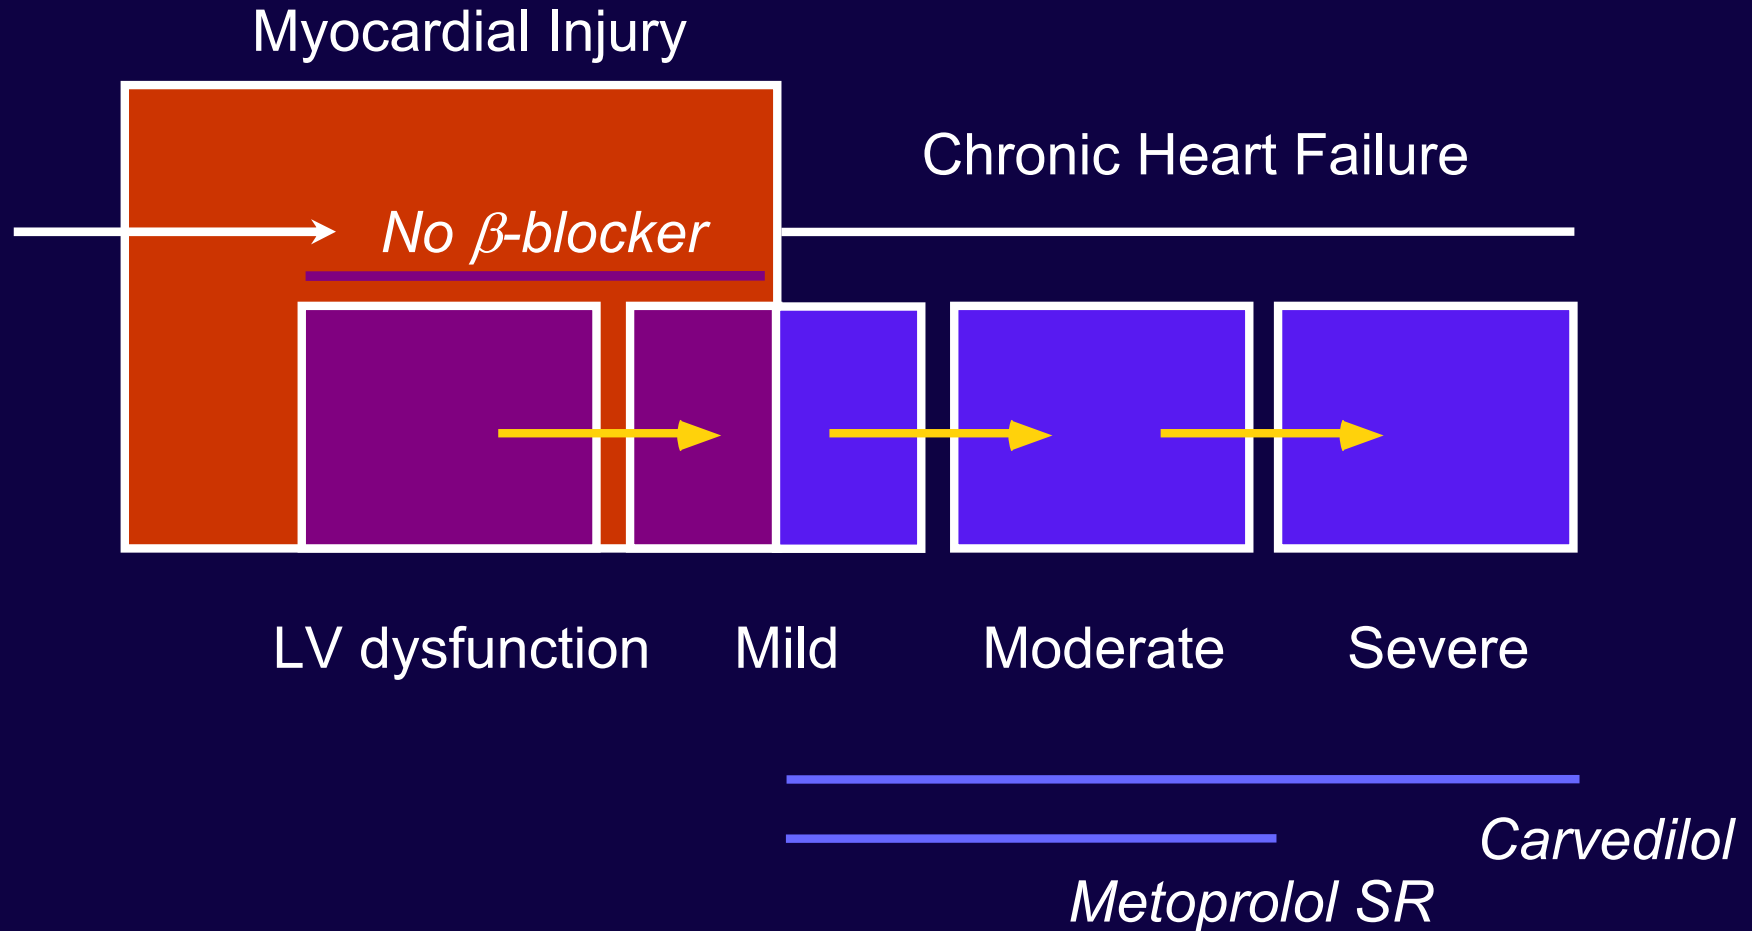 Myocardial Injury
Chronic Heart Failure
No β-blocker
LV dysfunction Mild Moderate Severe
Carvedilol
Metoprolol SR